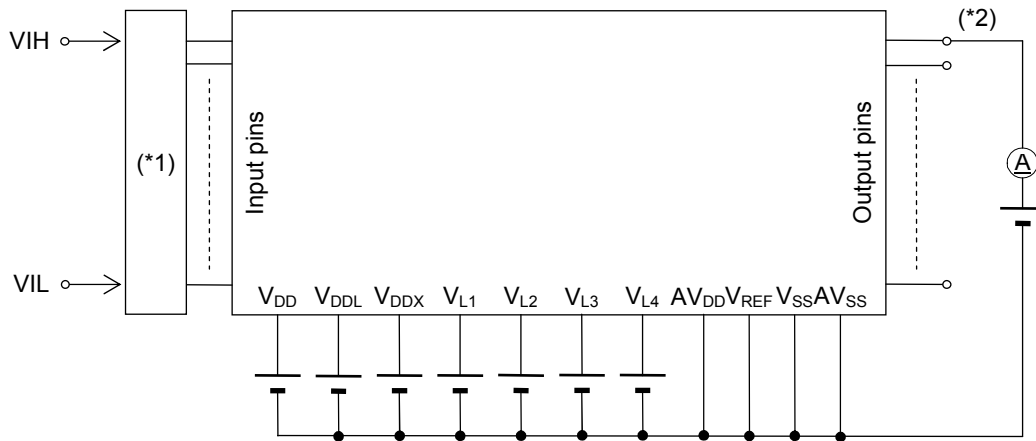 VIH
(*2)
(*1)
Input pins
Output pins
A
VIL
VDD VDDL VDDX VL1 VL2 VL3 VL4 AVDD VREF VSS AVSS